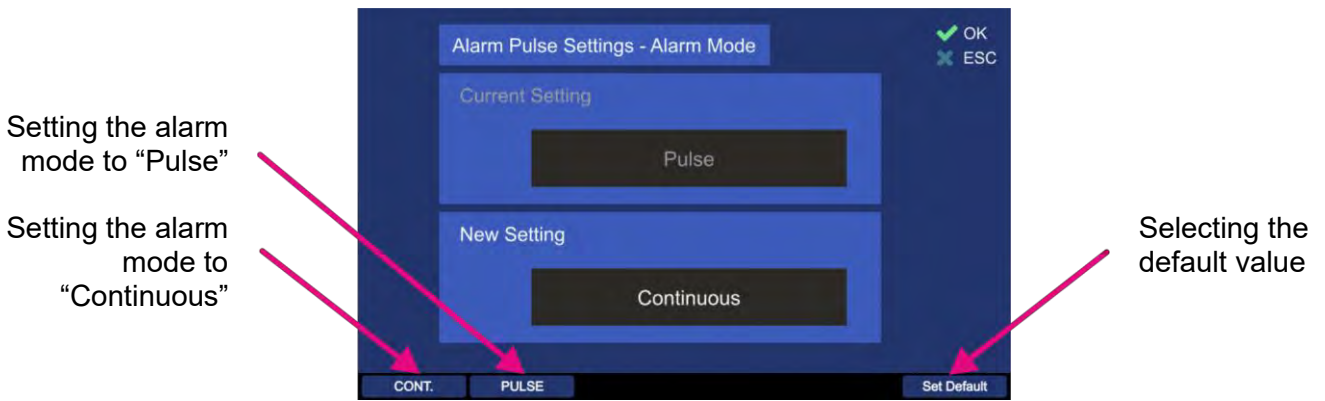 Setting the alarm
mode to “Pulse”
Setting the alarm
mode to
“Continuous”
Alarm Pulse Settings - Alarm Mode
OK
ESC
Current Setting
Pulse
New Setting
Continuous
CONT.
PULSE
Set Default
Selecting the
default value